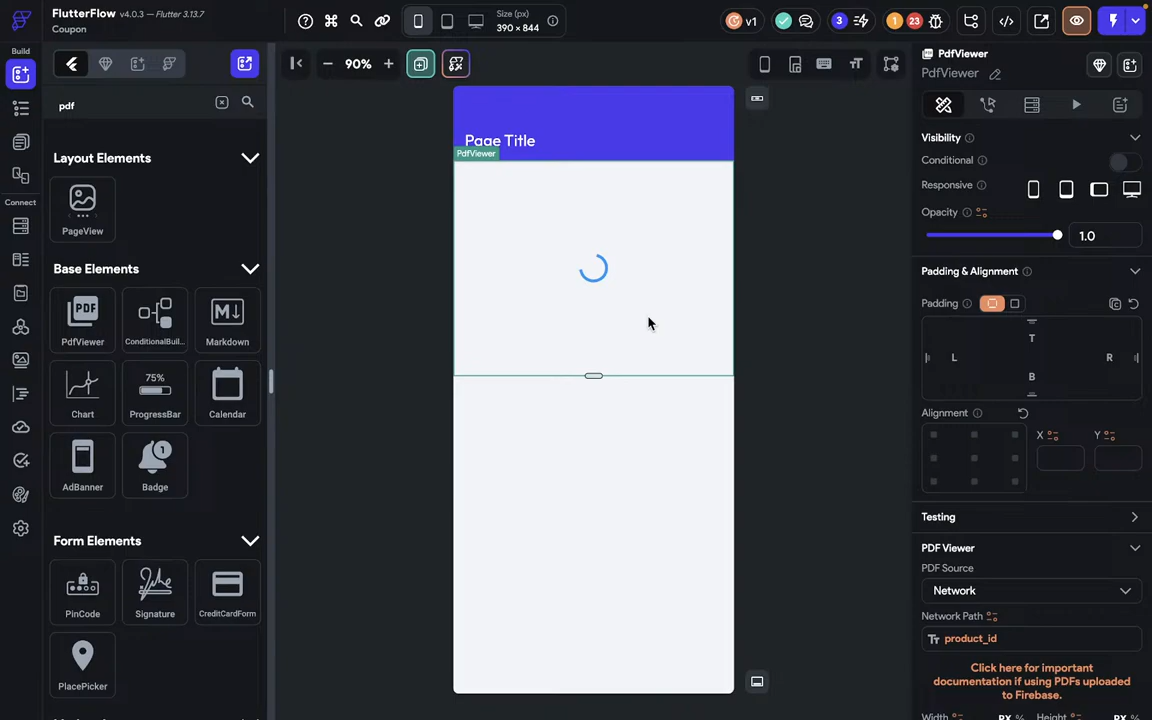 FlutterFlow v4.0.3 - Flutter 3.13.7
Coupon
Size (px)
390 × 844
v1
3
1
23
Build
pdf
90%
PdfViewer
PdfViewer
Connect
Layout Elements
PageView
Base Elements
PDF
PdfViewer
ConditionalBuil...
M↓
Markdown
Chart
75%
ProgressBar
Calendar
AdBanner
1
Badge
Form Elements
PinCode
Signature
CreditCardForm
PlacePicker
Page Title
PdfViewer
Visibility
Conditional
Responsive
Opacity
1.0
Padding & Alignment
Padding
T
L
R
B
Alignment
X
Y
Testing
PDF Viewer
PDF Source
Network
Network Path
Tt product_id
Click here for important
documentation if using PDFs uploaded
to Firebase.
Width PX % Height PX %